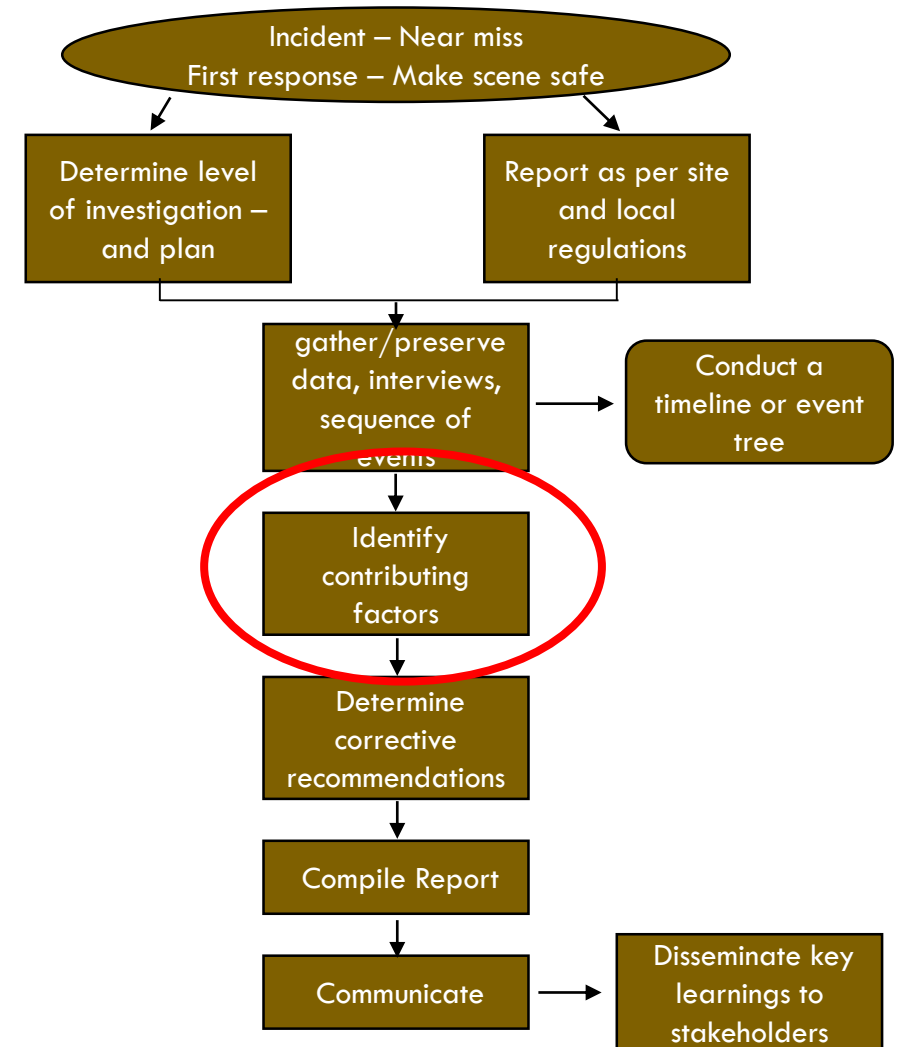 Incident – Near miss
First response – Make scene safe
Determine level
of investigation –
and plan
Report as per site
and local
regulations
gather/preserve
data, interviews,
sequence of
events
Conduct a
timeline or event
tree
Identify
contributing
factors
Determine
corrective
recommendations
Compile Report
Communicate
Disseminate key
learnings to
stakeholders